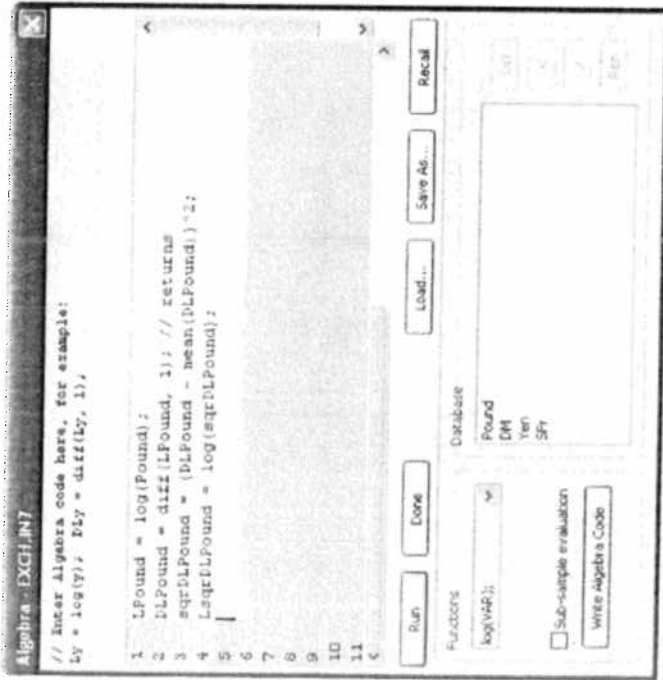 Algebra - EXCH.IN7
// Enter Algebra code here, for example:
Ly = log(y); DLy = diff(Ly, 1);
1 LPound = log(Pound);
2 DLPound = diff(LPound, 1); // returns
3 sqrDLPound = (DLPound - mean(DLPound))^2;
4 LsqrDLPound = log(sqrDLPound);
5
6
7
8
9
10
11
Run
Done
Load...
Save As...
Recall
Functions
log(VAR);
Sub-sample evaluation
Write Algebra Code
Database
Pound
DM
Yen
SFr